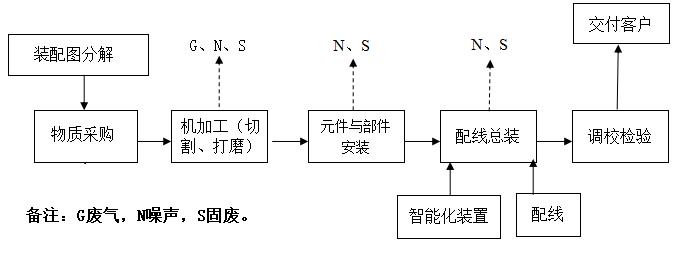 交付客户
装配图分解
G、N、S
N、S
N、S
物质采购
机加工（切
割、打磨）
元件与部件
安装
配线总装
调校检验
智能化装置
配线
备注：G废气，N噪声，S固废。